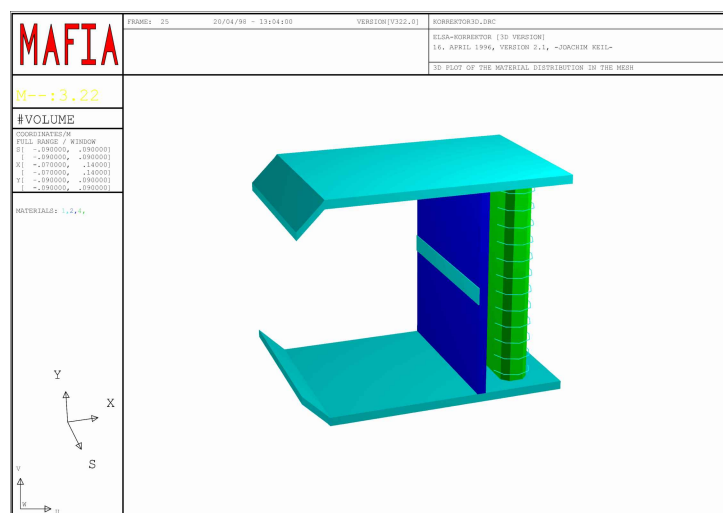 MAFIA
FRAME: 25 20/04/98 - 13:04:00 VERSION[V322.0] KORREKTOR3D.DRC
ELSA-KORREKTOR [3D VERSION]
16. APRIL 1996, VERSION 2.1, -JOACHIM KEIL-
3D PLOT OF THE MATERIAL DISTRIBUTION IN THE MESH
M--:3.22
#VOLUME
COORDINATES/M
FULL RANGE / WINDOW
S[ -.090000, .090000]
[ -.090000, .090000]
X[ -.070000, .14000]
[ -.070000, .14000]
Y[ -.090000, .090000]
[ -.090000, .090000]
MATERIALS: 1,2,4,
Y
X
S
V
W
U